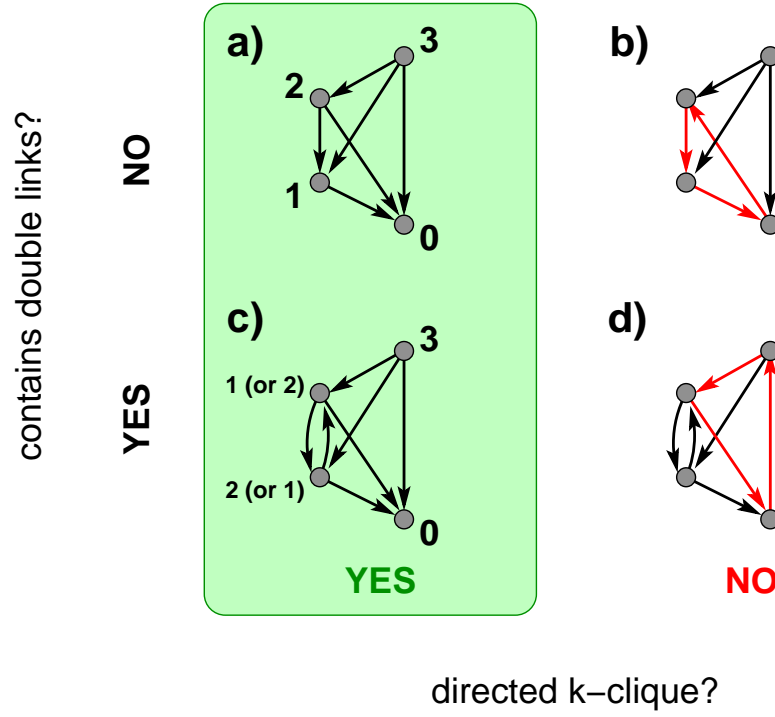 a)
3
b)
2
1
0
contains double links?
NO
c)
3
d)
1 (or 2)
YES
2 (or 1)
0
YES
NO
directed k−clique?